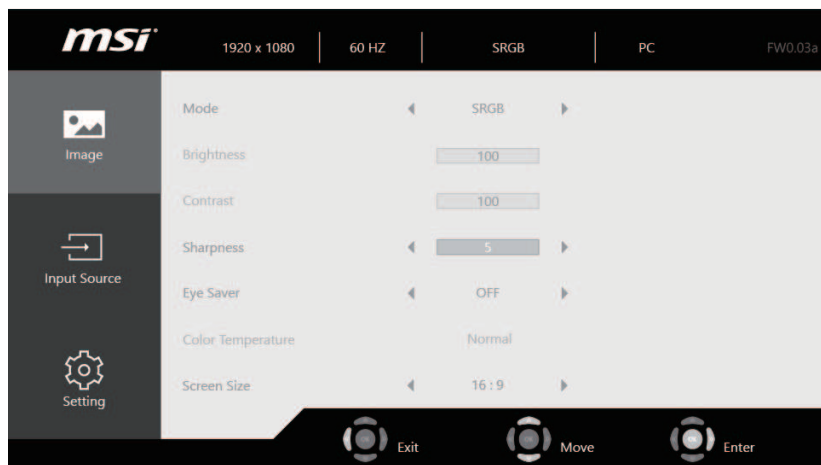 msi 1920 x 1080 60 HZ SRGB PC FW0.03a
Image
Input Source
Setting
Mode SRGB
Brightness 100
Contrast 100
Sharpness 5
Eye Saver OFF
Color Temperature Normal
Screen Size 16 : 9
Exit Move Enter